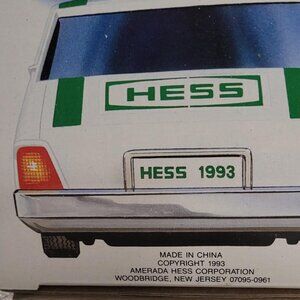 HESS
HESS 1993
MADE IN CHINA
COPYRIGHT 1993
AMERADA HESS CORPORATION
WOODBRIDGE, NEW JERSEY 07095-0961